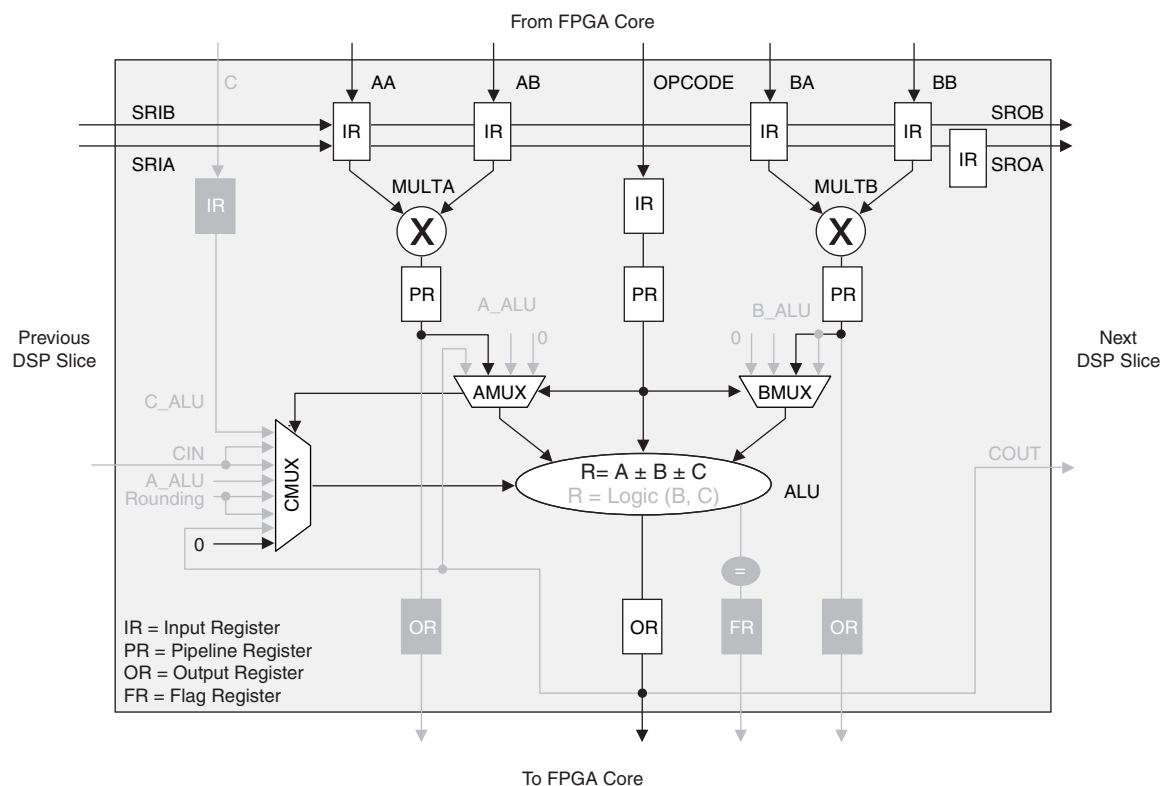 From FPGA Core
C
AA
AB
OPCODE
BA
BB
SRIB
IR
IR
IR
IR
SROB
SRIA
IR
SROA
MULTA
MULTB
IR
IR
X
X
PR
PR
PR
A_ALU
B_ALU
0
0
Previous
DSP Slice
Next
DSP Slice
AMUX
BMUX
C_ALU
CIN
A_ALU
Rounding
0
CMUX
R= A ± B ± C
R = Logic (B, C)
ALU
COUT
=
OR
OR
FR
OR
IR = Input Register
PR = Pipeline Register
OR = Output Register
FR = Flag Register
To FPGA Core